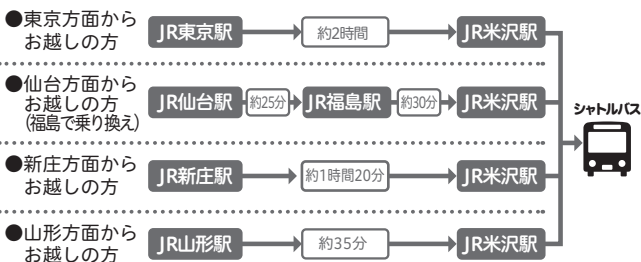 ●東京方面から
お越しの方
JR東京駅 約2時間 JR米沢駅
●仙台方面から
お越しの方
(福島で乗り換え)
JR仙台駅 約25分 JR福島駅 約30分 JR米沢駅
シャトルバス
●新庄方面から
お越しの方
JR新庄駅 約1時間20分 JR米沢駅
●山形方面から
お越しの方
JR山形駅 約35分 JR米沢駅